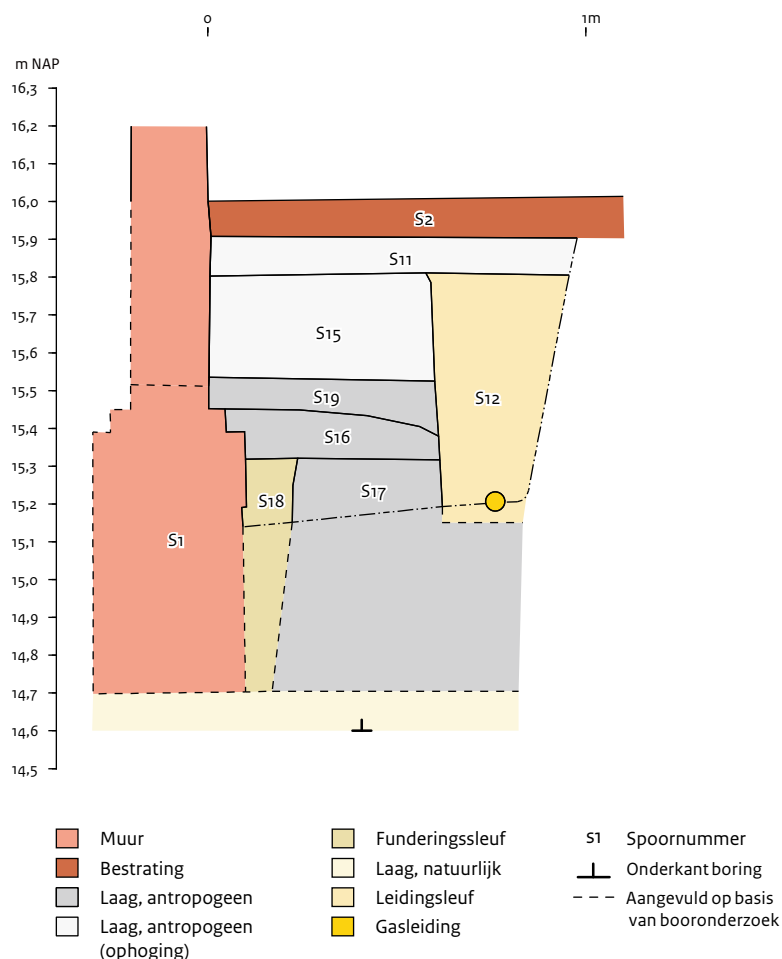 0 1m
m NAP
16,3
16,2
16,1
16,0
15,9
15,8
15,7
15,6
15,5
15,4
15,3
15,2
15,1
15,0
14,9
14,8
14,7
14,6
14,5
S2
S11
S15
S12
S19
S16
S17
S18
S1
Muur
Bestrating
Laag, antropogeen
Laag, antropogeen
(ophoging)
Funderingssleuf
Laag, natuurlijk
Leidingsleuf
Gasleiding
S1 Spoornummer
Onderkant boring
Aangevuld op basis
van booronderzoek